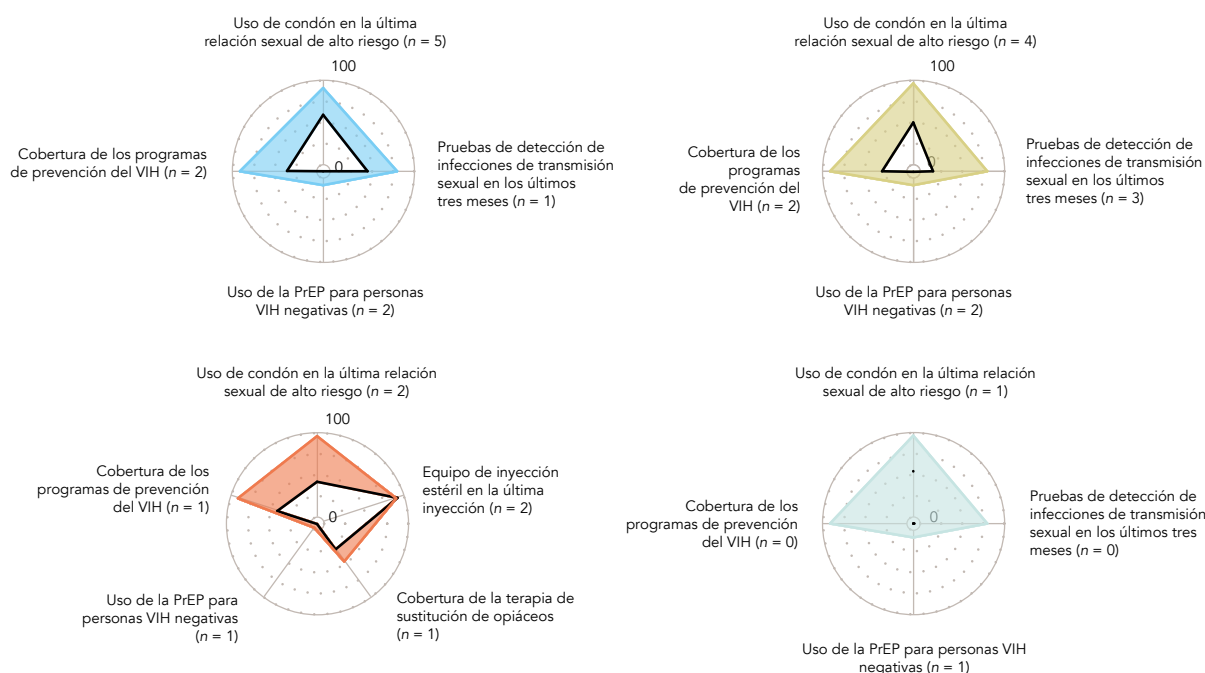 Uso de condón en la última
relación sexual de alto riesgo (n = 5)
100
0
Cobertura de los programas
de prevención del VIH (n = 2)
Pruebas de detección de
infecciones de transmisión
sexual en los últimos
tres meses (n = 1)
Uso de la PrEP para personas
VIH negativas (n = 2)
Uso de condón en la última
relación sexual de alto riesgo (n = 4)
100
0
Cobertura de los
programas
de prevención del
VIH (n = 2)
Pruebas de detección de
infecciones de transmisión
sexual en los últimos
tres meses (n = 3)
Uso de la PrEP para personas
VIH negativas (n = 2)
Uso de condón en la última relación
sexual de alto riesgo (n = 2)
100
0
Cobertura de los
programas de prevención
del VIH (n = 1)
Equipo de inyección
estéril en la última
inyección (n = 2)
Uso de la PrEP para
personas VIH negativas
(n = 1)
Cobertura de la terapia de
sustitución de opiáceos
(n = 1)
Uso de condón en la última relación
sexual de alto riesgo (n = 1)
100
0
Cobertura de los
programas de prevención
del VIH (n = 0)
Pruebas de detección de
infecciones de transmisión
sexual en los últimos tres
meses (n = 0)
Uso de la PrEP para personas VIH
negativas (n = 1)